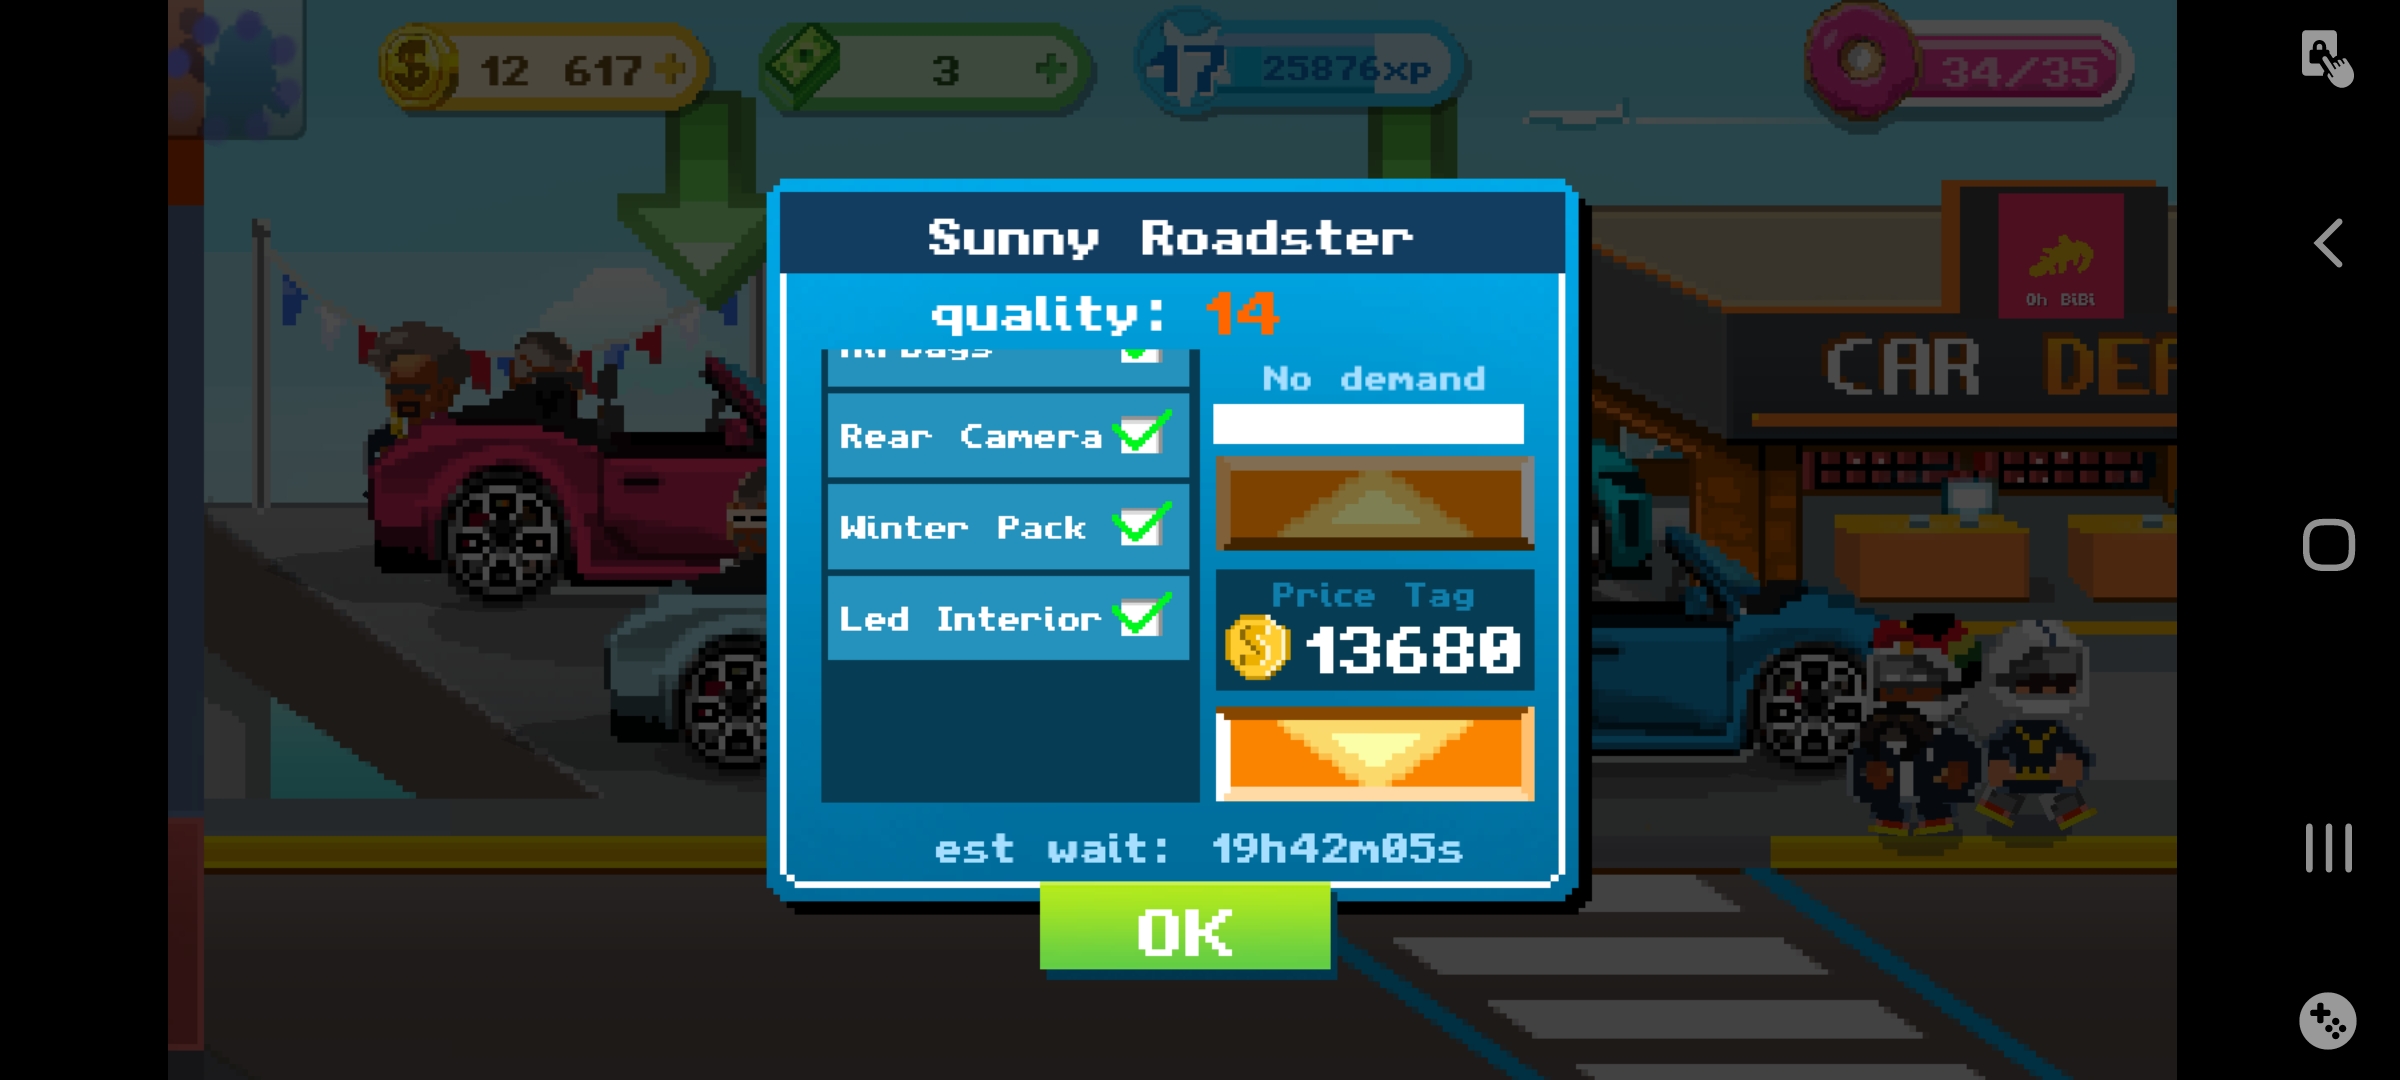 12 617
3
17
25876xp
34/35
Sunny Roadster
quality: 14
No demand
Rear Camera
Winter Pack
Led Interior
Price Tag
13680
est wait: 19h42m05s
OK
Oh BiBi
CAR